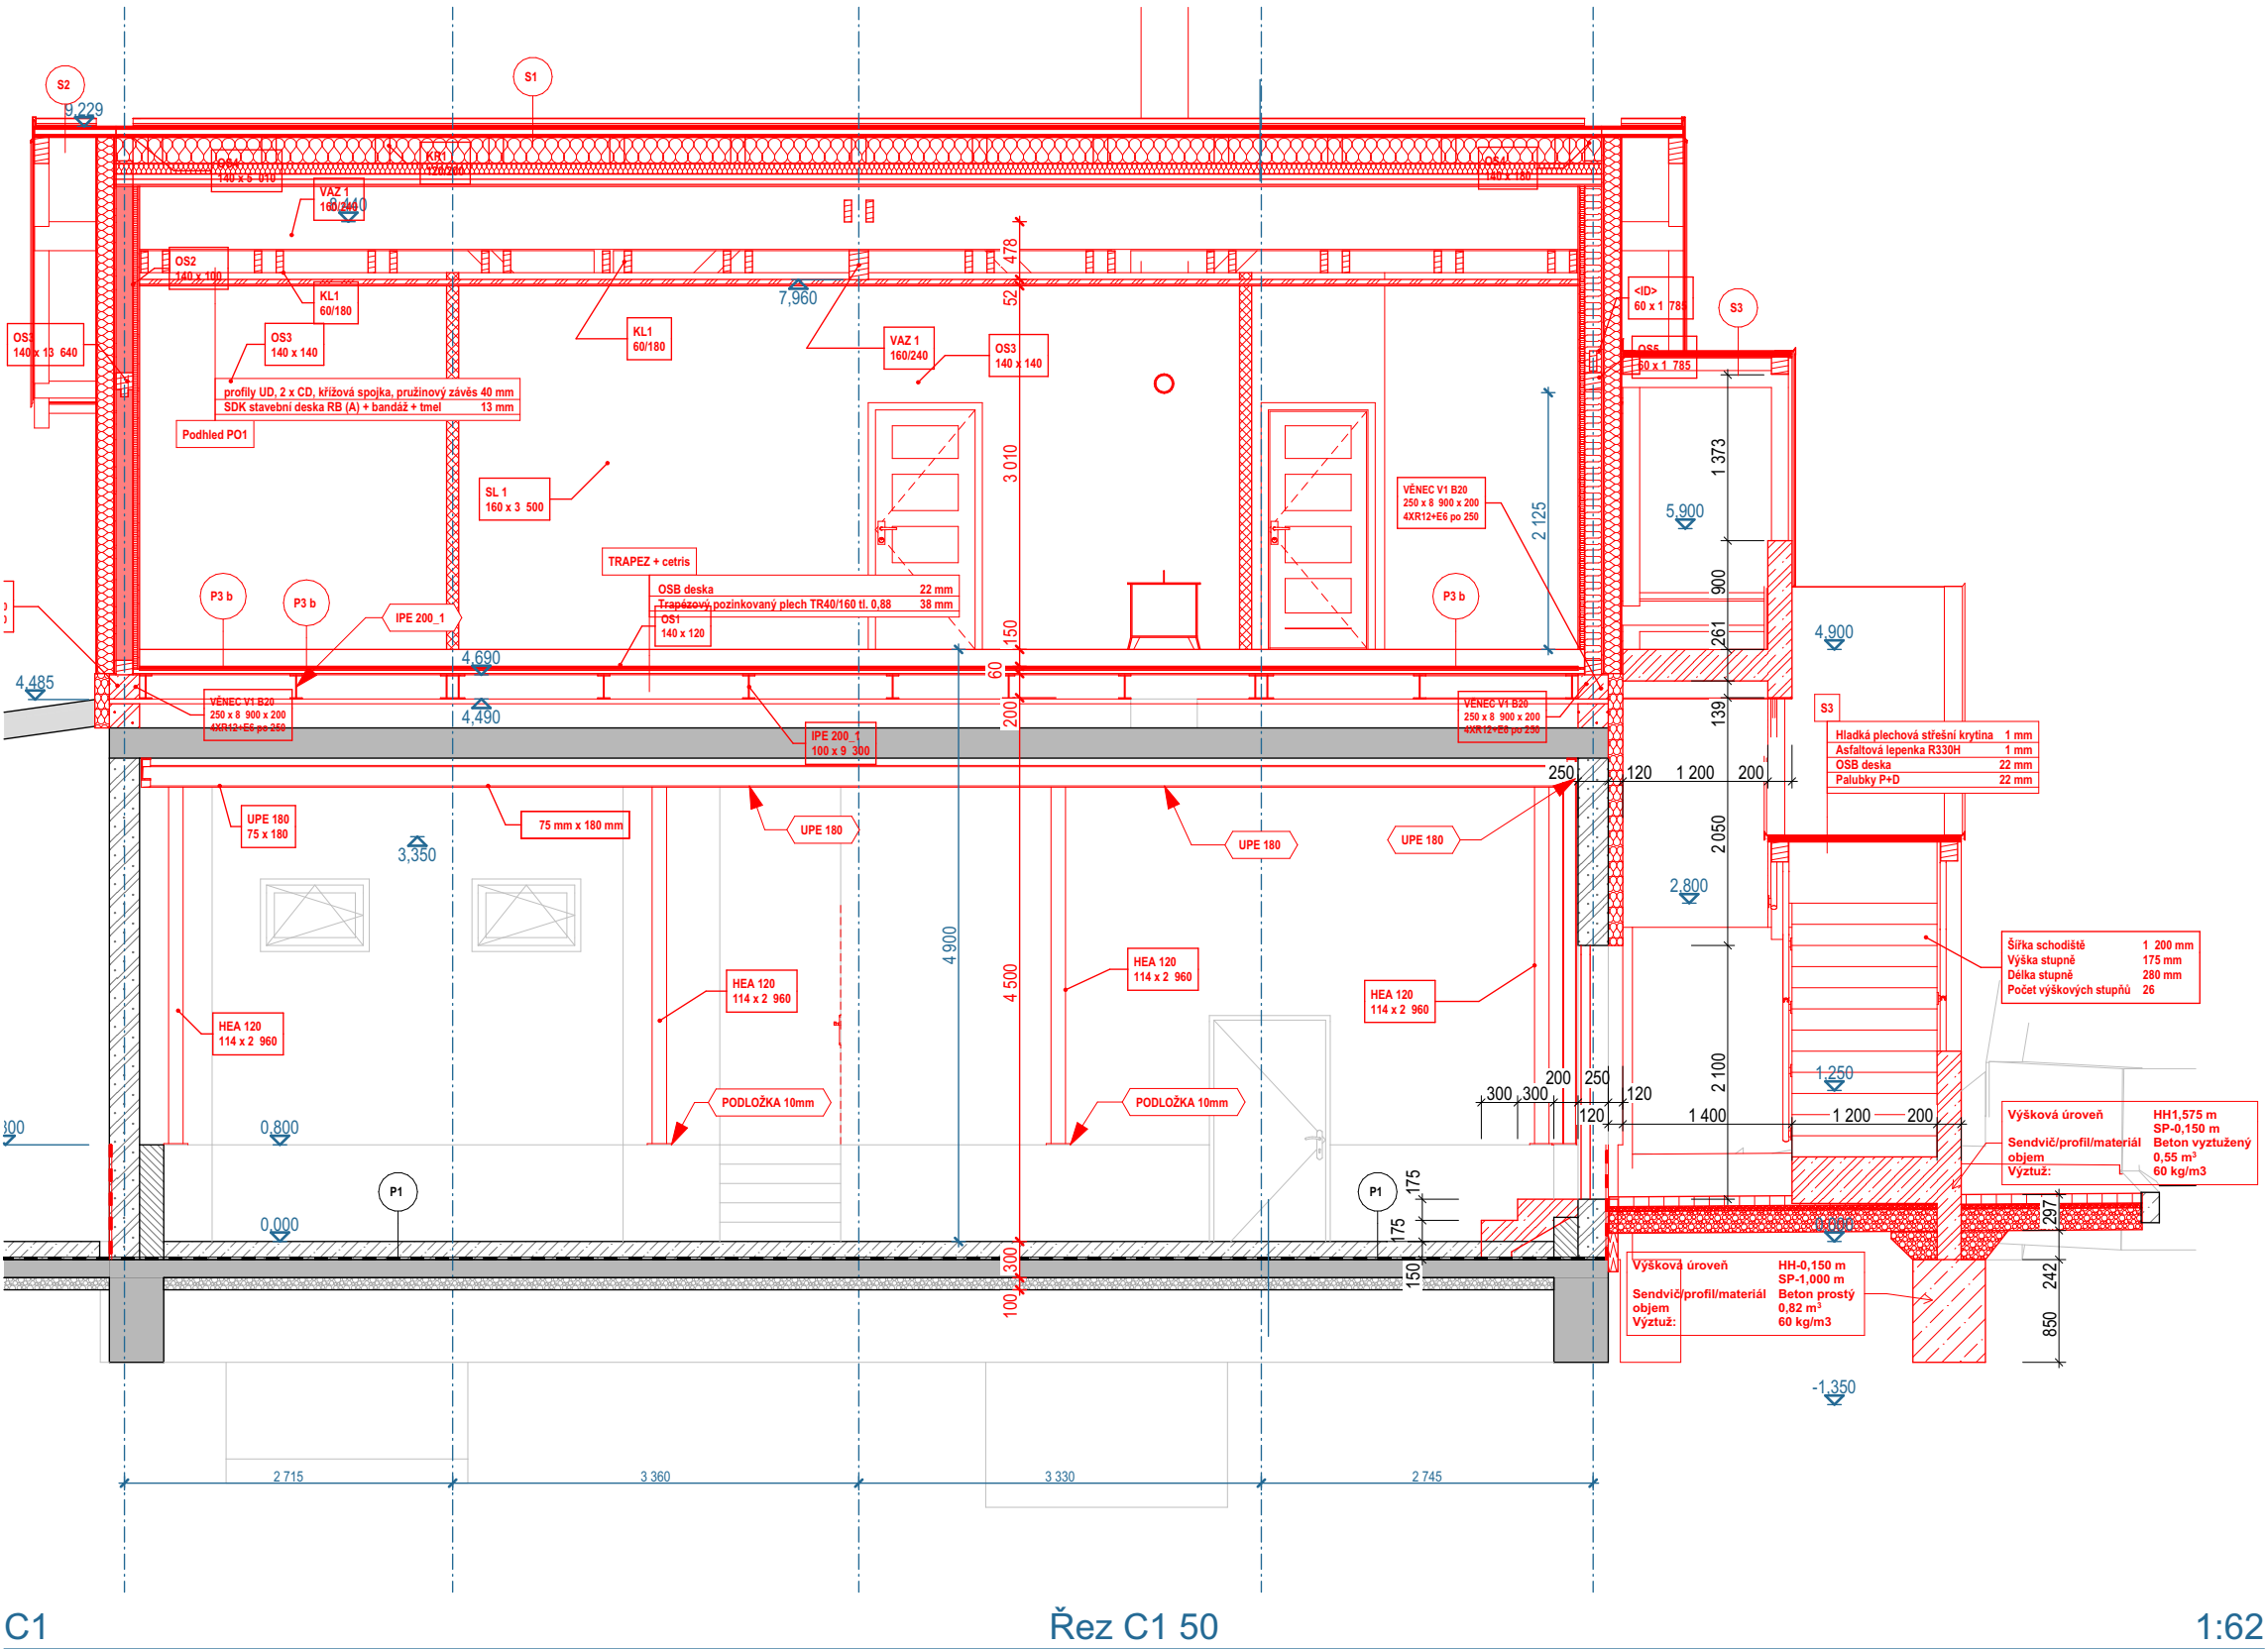 S2
S1
9,229
OS4
140 x 5 010
KR1
120/200
OS4
140 x 180
VAZ 1
160/240
478
OS2
140 x 100
KL1
60/180
7,960
52
<ID>
60 x 1 785
S3
OS3
140 x 13 640
OS3
140 x 140
KL1
60/180
VAZ 1
160/240
OS3
140 x 140
OS5
60 x 1 785
profily UD, 2 x CD, křížová spojka, pružinový závěs 40 mm
SDK stavební deska RB (A) + bandáž + tmel 13 mm
Podhled PO1
3 010
1 373
SL 1
160 x 3 500
VĚNEC V1 B20
250 x 8 900 x 200
4XR12+E6 po 250
2 125
5,900
TRAPEZ + cetris
OSB deska 22 mm
Trapézový pozinkovaný plech TR40/160 tl. 0,88 38 mm
P3 b
P3 b
IPE 200_1
OS1
140 x 120
P3 b
900
150
261
4,900
4,690
60
4,485
VĚNEC V1 B20
250 x 8 900 x 200
4XR12+E6 po 250
4,490
200
VĚNEC V1 B20
250 x 8 900 x 200
4XR12+E6 po 250
139
S3
IPE 200_1
100 x 9 300
Hladká plechová střešní krytina 1 mm
Asfaltová lepenka R330H 1 mm
OSB deska 22 mm
Palubky P+D 22 mm
250
120
1 200
200
UPE 180
75 x 180
75 mm x 180 mm
UPE 180
UPE 180
UPE 180
3,350
2 050
2,800
4 900
4 500
HEA 120
114 x 2 960
HEA 120
114 x 2 960
HEA 120
114 x 2 960
HEA 120
114 x 2 960
Šířka schodiště 1 200 mm
Výška stupně 175 mm
Délka stupně 280 mm
Počet výškových stupňů 26
2 100
1,250
200
250
300
300
120
120
1 400
1 200
200
PODLOŽKA 10mm
PODLOŽKA 10mm
0,800
Výšková úroveň HH1,575 m
SP-0,150 m
Sendvič/profil/materiál Beton vyztužený
objem 0,55 m³
Výztuž: 60 kg/m3
P1
P1
175
175
0,000
0,000
297
300
150
100
242
850
Výšková úroveň HH-0,150 m
SP-1,000 m
Sendvič/profil/materiál Beton prostý
objem 0,82 m³
Výztuž: 60 kg/m3
-1,350
2 715
3 360
3 330
2 745
C1
Řez C1 50
1:62